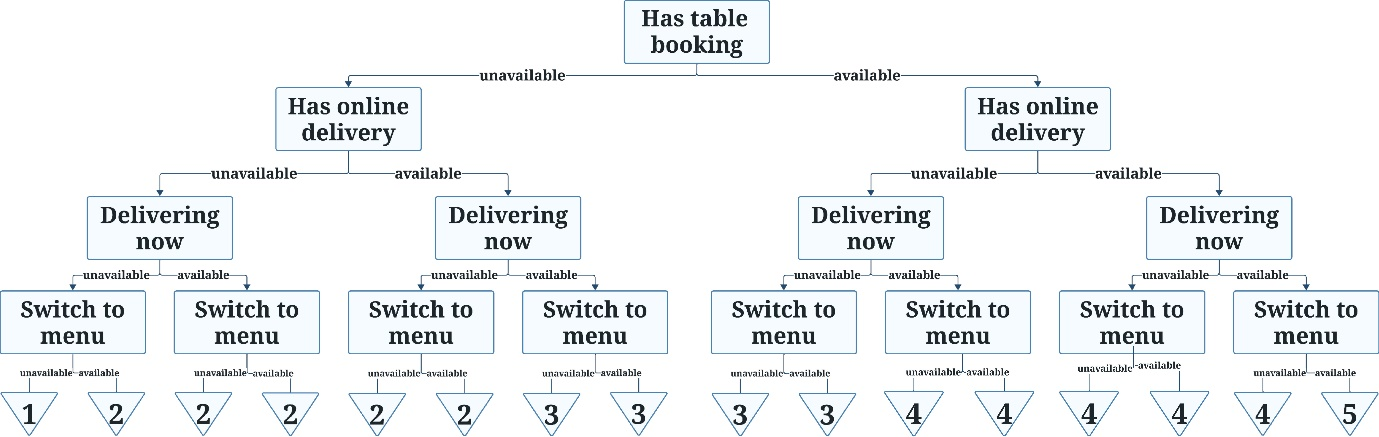 Has table
booking
unavailable
available
Has online
delivery
Has online
delivery
unavailable
available
unavailable
available
Delivering
now
Delivering
now
Delivering
now
Delivering
now
unavailable
available
unavailable
available
unavailable
available
unavailable
available
Switch to
menu
Switch to
menu
Switch to
menu
Switch to
menu
Switch to
menu
Switch to
menu
Switch to
menu
Switch to
menu
unavailable
available
unavailable
available
unavailable
available
unavailable
available
unavailable
available
unavailable
available
unavailable
available
unavailable
available
1
2
2
2
2
2
3
3
3
3
4
4
4
4
4
5